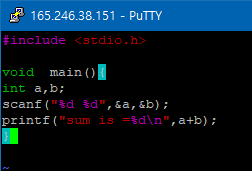 165.246.38.151 - PuTTY
#include <stdio.h>
void  main(){
int a,b;
scanf("%d %d",&a,&b);
printf("sum is =%d\n",a+b);
}
~